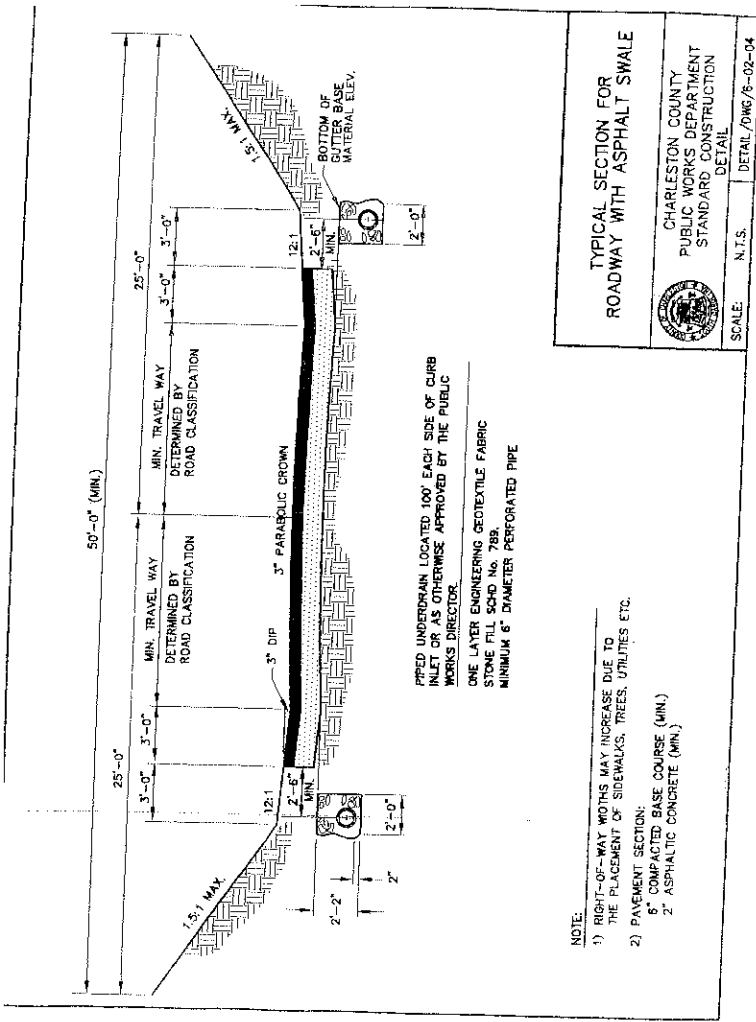 50'-0" (MIN.)
25'-0"
25'-0"
3'-0"
3'-0"
MIN. TRAVEL WAY
DETERMINED BY
ROAD CLASSIFICATION
MIN. TRAVEL WAY
DETERMINED BY
ROAD CLASSIFICATION
3'-0"
3'-0"
1.5:1 MAX.
12:1
2'-6"
MIN.
3" DIP
3" PARABOLIC CROWN
12:1
2'-6"
MIN.
1.5:1 MAX.
BOTTOM OF
GUTTER BASE
MATERIAL ELEV.
2'-2"
2"
2'-0"
2'-0"
PIPED UNDERDRAIN LOCATED 100' EACH SIDE OF CURB
INLET OR AS OTHERWISE APPROVED BY THE PUBLIC
WORKS DIRECTOR.
ONE LAYER ENGINEERING GEOTEXTILE FABRIC
STONE FILL SCHD No. 789.
MINIMUM 6" DIAMETER PERFORATED PIPE
NOTE:
1) RIGHT-OF-WAY WIDTHS MAY INCREASE DUE TO
THE PLACEMENT OF SIDEWALKS, TREES, UTILITIES ETC.
2) PAVEMENT SECTION:
6" COMPACTED BASE COURSE (MIN.)
2" ASPHALTIC CONCRETE (MIN.)
TYPICAL SECTION FOR
ROADWAY WITH ASPHALT SWALE
CHARLESTON COUNTY
PUBLIC WORKS DEPARTMENT
STANDARD CONSTRUCTION
DETAIL
SCALE: N.T.S.
DETAIL/DWG/6-02-04